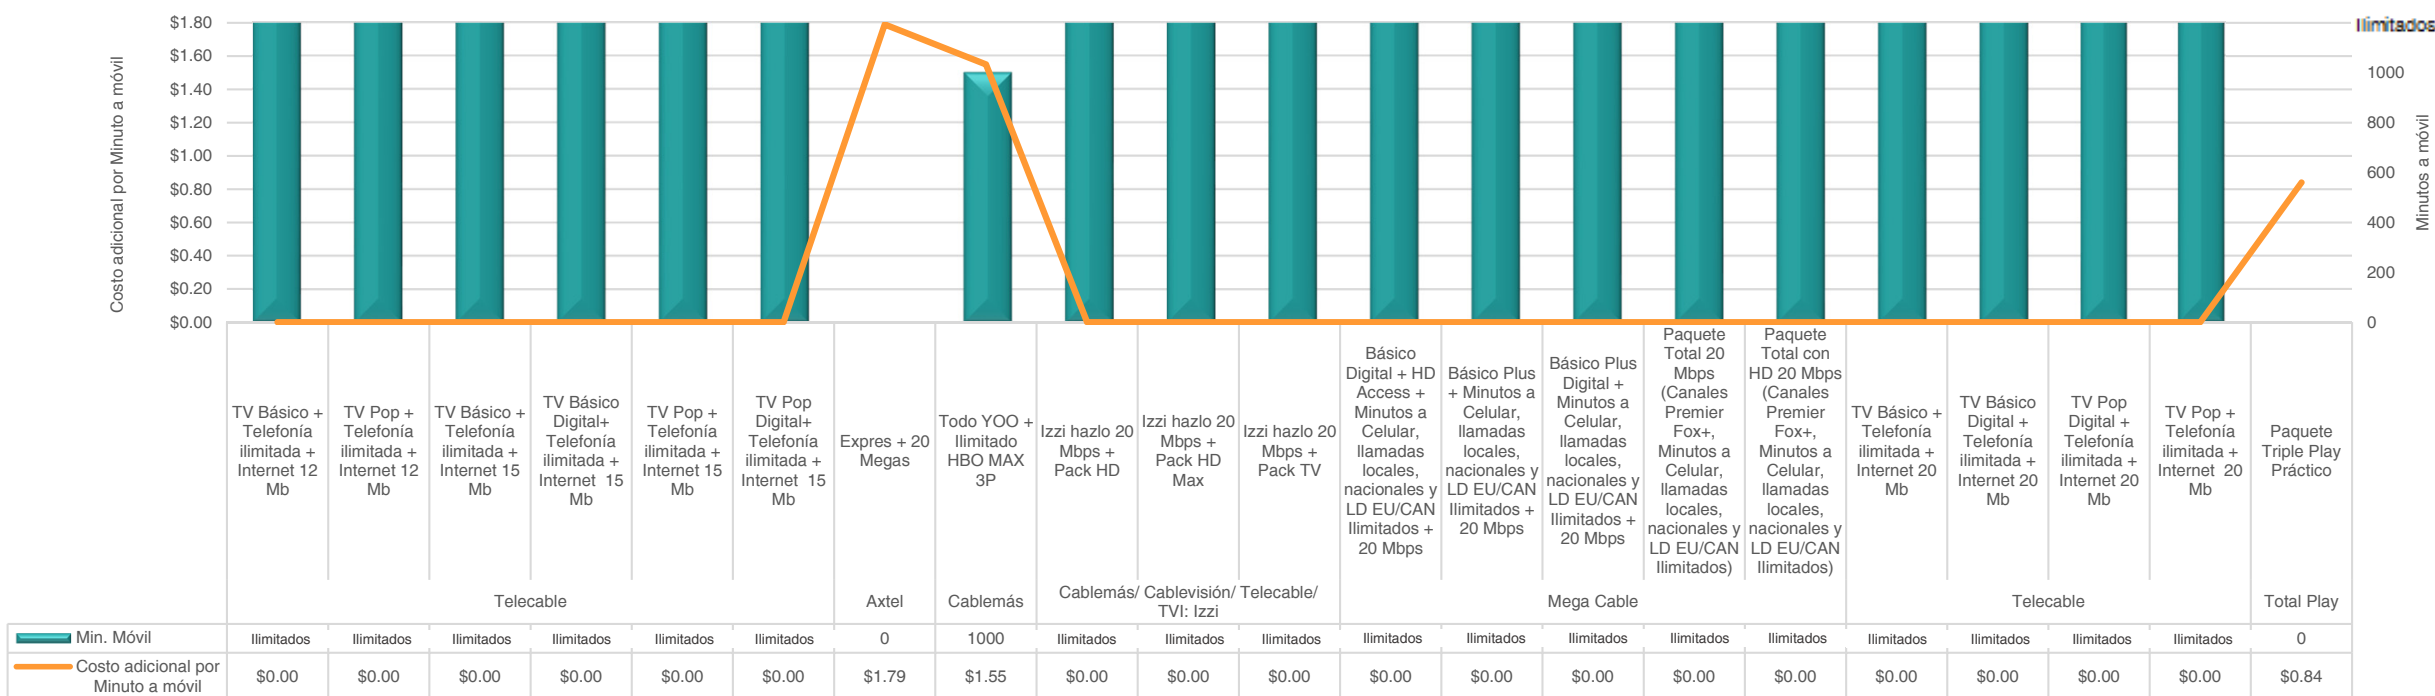 $1.80
$1.60
$1.40
$1.20
$1.00
$0.80
$0.60
$0.40
$0.20
$0.00
Costo adicional por Minuto a móvil
Ilimitados
1000
800
600
400
200
0
Minutos a móvil
TV Básico +
Telefonía
ilimitada +
Internet 12
Mb
TV Pop +
Telefonía
ilimitada +
Internet 12
Mb
TV Básico +
Telefonía
ilimitada +
Internet 15
Mb
TV Básico
Digital+
Telefonía
ilimitada +
Internet 15
Mb
TV Pop +
Telefonía
ilimitada +
Internet 15
Mb
TV Pop
Digital+
Telefonía
ilimitada +
Internet 15
Mb
Expres + 20
Megas
Todo YOO +
Ilimitado
HBO MAX
3P
Izzi hazlo 20
Mbps +
Pack HD
Izzi hazlo 20
Mbps +
Pack HD
Max
Izzi hazlo 20
Mbps +
Pack TV
Básico
Digital + HD
Access +
Minutos a
Celular,
llamadas
locales,
nacionales y
LD EU/CAN
Ilimitados +
20 Mbps
Básico Plus
+ Minutos a
Celular,
llamadas
locales,
nacionales y
LD EU/CAN
Ilimitados +
20 Mbps
Básico Plus
Digital +
Minutos a
Celular,
llamadas
locales,
nacionales y
LD EU/CAN
Ilimitados +
20 Mbps
Paquete
Total 20
Mbps
(Canales
Premier
Fox+,
Minutos a
Celular,
llamadas
locales,
nacionales y
LD EU/CAN
Ilimitados)
Paquete
Total con
HD 20 Mbps
(Canales
Premier
Fox+,
Minutos a
Celular,
llamadas
locales,
nacionales y
LD EU/CAN
Ilimitados)
TV Básico +
Telefonía
ilimitada +
Internet 20
Mb
TV Básico
Digital +
Telefonía
ilimitada +
Internet 20
Mb
TV Pop
Digital +
Telefonía
ilimitada +
Internet 20
Mb
TV Pop +
Telefonía
ilimitada +
Internet 20
Mb
Paquete
Triple Play
Práctico
Telecable
Axtel
Cablemás
Cablemás/ Cablevisión/ Telecable/
TVI: Izzi
Mega Cable
Telecable
Total Play
Min. Móvil Ilimitados Ilimitados Ilimitados Ilimitados Ilimitados Ilimitados 0 1000 Ilimitados Ilimitados Ilimitados Ilimitados Ilimitados Ilimitados Ilimitados Ilimitados Ilimitados Ilimitados Ilimitados Ilimitados 0
Costo adicional por
Minuto a móvil
$0.00 $0.00 $0.00 $0.00 $0.00 $0.00 $1.79 $1.55 $0.00 $0.00 $0.00 $0.00 $0.00 $0.00 $0.00 $0.00 $0.00 $0.00 $0.00 $0.00 $0.84